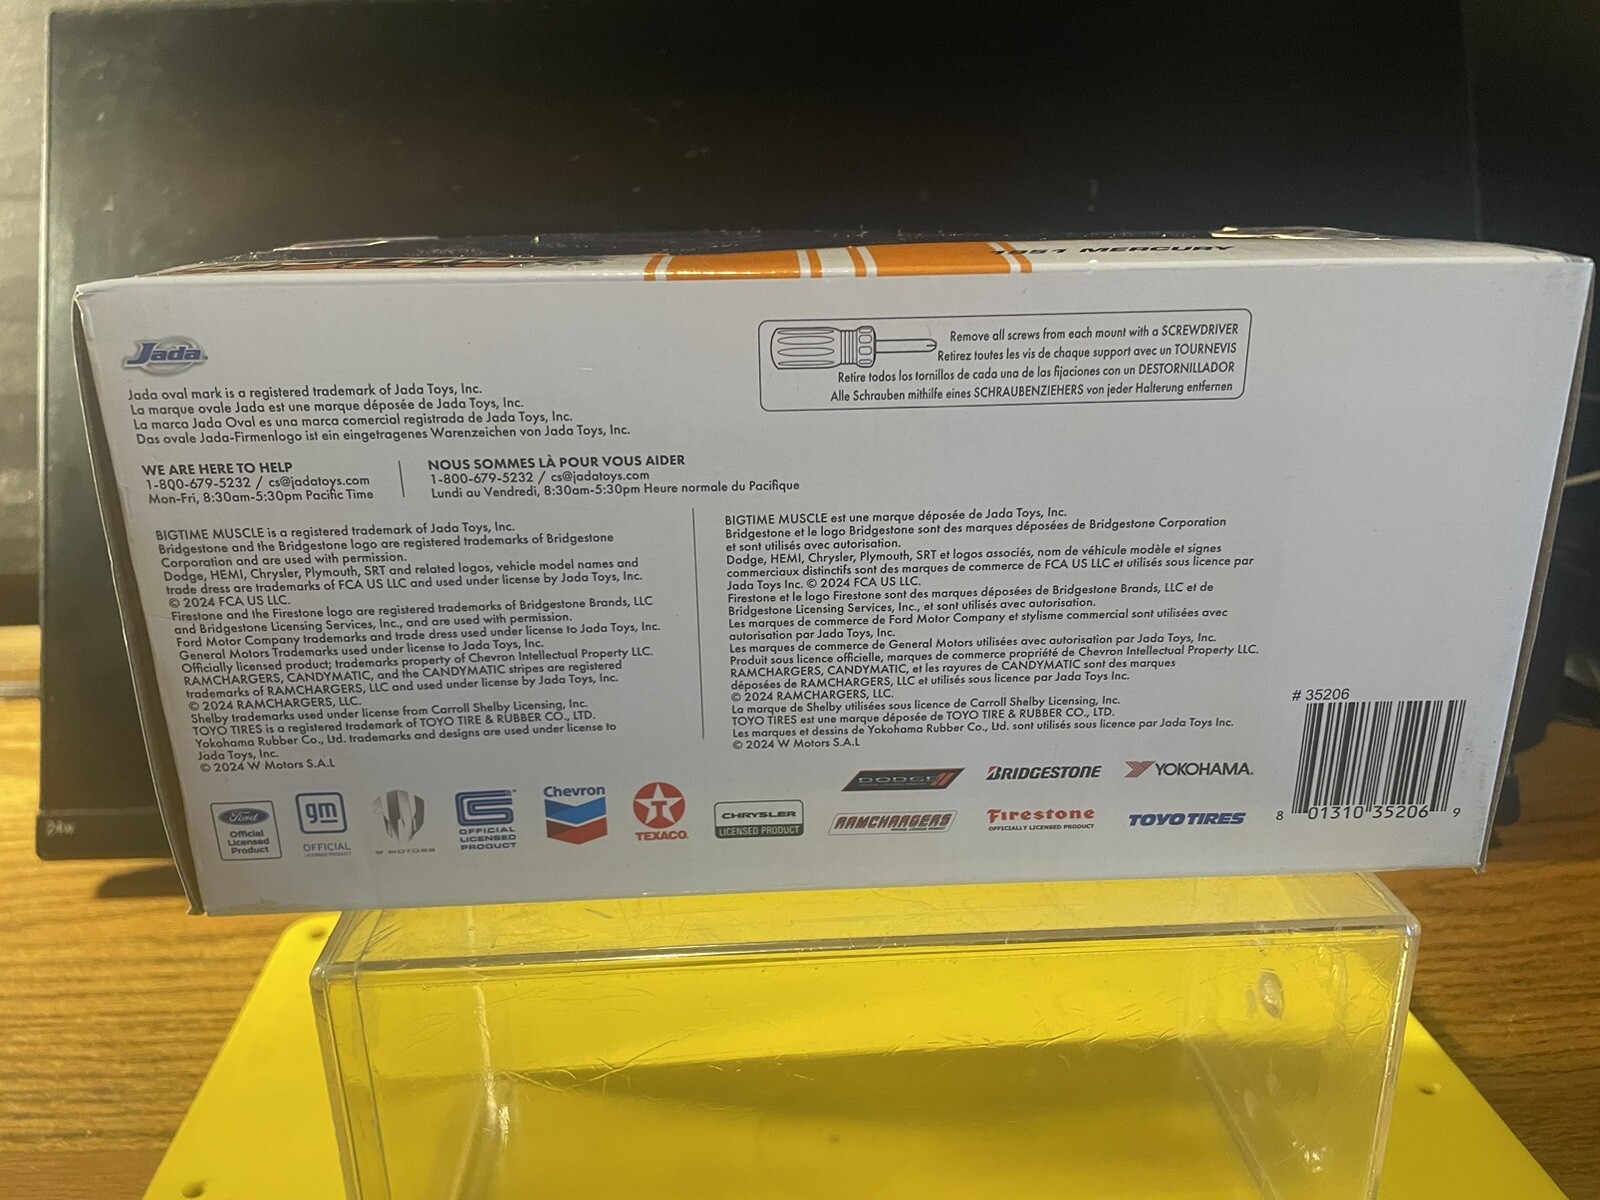 1951 MERCURY
Jada
Remove all screws from each mount with a SCREWDRIVER
Retirez toutes les vis de chaque support avec un TOURNEVIS
Retire todos los tornillos de cada una de las fijaciones con un DESTORNILLADOR
Alle Schrauben mithilfe eines SCHRAUBENZIEHERS von jeder Halterung entfernen
Jada oval mark is a registered trademark of Jada Toys, Inc.
La marque ovale Jada est une marque déposée de Jada Toys, Inc.
La marca Jada Oval es una marca comercial registrada de Jada Toys, Inc.
Das ovale Jada-Firmenlogo ist ein eingetragenes Warenzeichen von Jada Toys, Inc.
WE ARE HERE TO HELP
1-800-679-5232 / cs@jadatoys.com
Mon-Fri, 8:30am-5:30pm Pacific Time
NOUS SOMMES LÀ POUR VOUS AIDER
1-800-679-5232 / cs@jadatoys.com
Lundi au Vendredi, 8:30am-5:30pm Heure normale du Pacifique
BIGTIME MUSCLE is a registered trademark of Jada Toys, Inc.
Bridgestone and the Bridgestone logo are registered trademarks of Bridgestone
Corporation and are used with permission.
Dodge, HEMI, Chrysler, Plymouth, SRT and related logos, vehicle model names and
trade dress are trademarks of FCA US LLC and used under license by Jada Toys, Inc.
© 2024 FCA US LLC.
Firestone and the Firestone logo are registered trademarks of Bridgestone Brands, LLC
and Bridgestone Licensing Services, Inc., and are used with permission.
Ford Motor Company trademarks and trade dress used under license to Jada Toys, Inc.
General Motors Trademarks used under license to Jada Toys, Inc.
Officially licensed product; trademarks property of Chevron Intellectual Property LLC.
RAMCHARGERS, CANDYMATIC, and the CANDYMATIC stripes are registered
trademarks of RAMCHARGERS, LLC and used under license by Jada Toys, Inc.
© 2024 RAMCHARGERS, LLC.
Shelby trademarks used under license from Carroll Shelby Licensing, Inc.
TOYO TIRES is a registered trademark of TOYO TIRE & RUBBER CO., LTD.
Yokohama Rubber Co., Ltd. trademarks and designs are used under license to
Jada Toys, Inc.
© 2024 W Motors S.A.L
BIGTIME MUSCLE est une marque déposée de Jada Toys, Inc.
Bridgestone et le logo Bridgestone sont des marques déposées de Bridgestone Corporation
et sont utilisés avec autorisation.
Dodge, HEMI, Chrysler, Plymouth, SRT et logos associés, nom de véhicule modèle et signes
commerciaux distinctifs sont des marques de commerce de FCA US LLC et utilisés sous licence par
Jada Toys Inc. © 2024 FCA US LLC.
Firestone et le logo Firestone sont des marques déposées de Bridgestone Brands, LLC et de
Bridgestone Licensing Services, Inc., et sont utilisés avec autorisation.
Les marques de commerce de Ford Motor Company et stylisme commercial sont utilisées avec
autorisation par Jada Toys, Inc.
Les marques de commerce de General Motors utilisées avec autorisation par Jada Toys, Inc.
Produit sous licence officielle, marques de commerce propriété de Chevron Intellectual Property LLC.
RAMCHARGERS, CANDYMATIC, et les rayures de CANDYMATIC sont des marques
déposées de RAMCHARGERS, LLC et utilisés sous licence par Jada Toys Inc.
© 2024 RAMCHARGERS, LLC.
La marque de Shelby utilisées sous licence de Carroll Shelby Licensing, Inc.
TOYO TIRES est une marque déposée de TOYO TIRE & RUBBER CO., LTD.
Les marques et dessins de Yokohama Rubber Co., Ltd. sont utilisés sous licence par Jada Toys Inc.
© 2024 W Motors S.A.L
# 35206
8 01310 35206 9
Ford
Official
Licensed
Product
gm
OFFICIAL
LICENSED PRODUCT
W MOTORS
OFFICIAL
LICENSED
PRODUCT
Chevron
TEXACO
CHRYSLER
LICENSED PRODUCT
DODGE
RAMCHARGERS
BRIDGESTONE
Firestone
OFFICIALLY LICENSED PRODUCT
YOKOHAMA
TOYO TIRES
24w